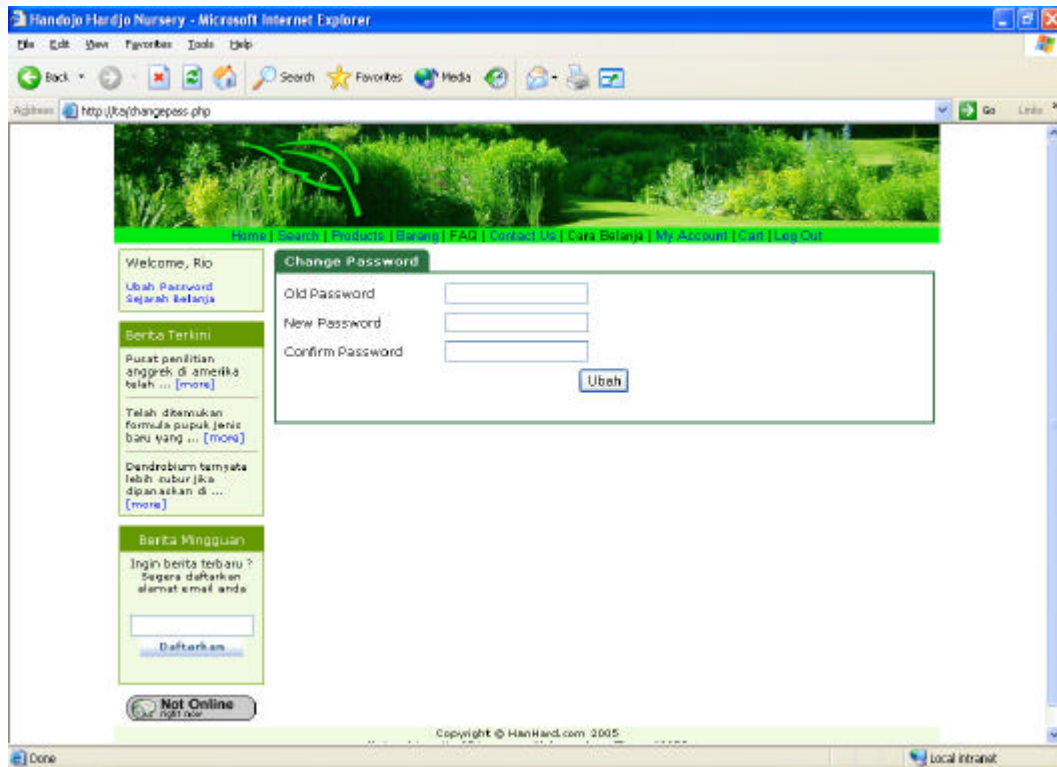 Handojo Hardjo Nursery - Microsoft Internet Explorer
File Edit View Favorites Tools Help
Back Search Favorites Media
Address http://ta/changepass.php Go Links
Home | Search | Products | Barang | FAQ | Contact Us | Cara Belanja | My Account | Cart | Log Out
Welcome, Rio
Ubah Password
Sejarah Belanja
Berita Terkini
Pusat penilitian
anggrek di amerika
telah ... [more]
Telah ditemukan
formula pupuk jenis
baru yang ... [more]
Dendrobium ternyata
lebih subur jika
dipanaskan di ...
[more]
Berita Mingguan
Ingin berita terbaru ?
Segera daftarkan
alamat email anda
Daftarkan
Not Online
right now
Change Password
Old Password
New Password
Confirm Password
Ubah
Copyright © HanHard.com 2005
Done
Local intranet